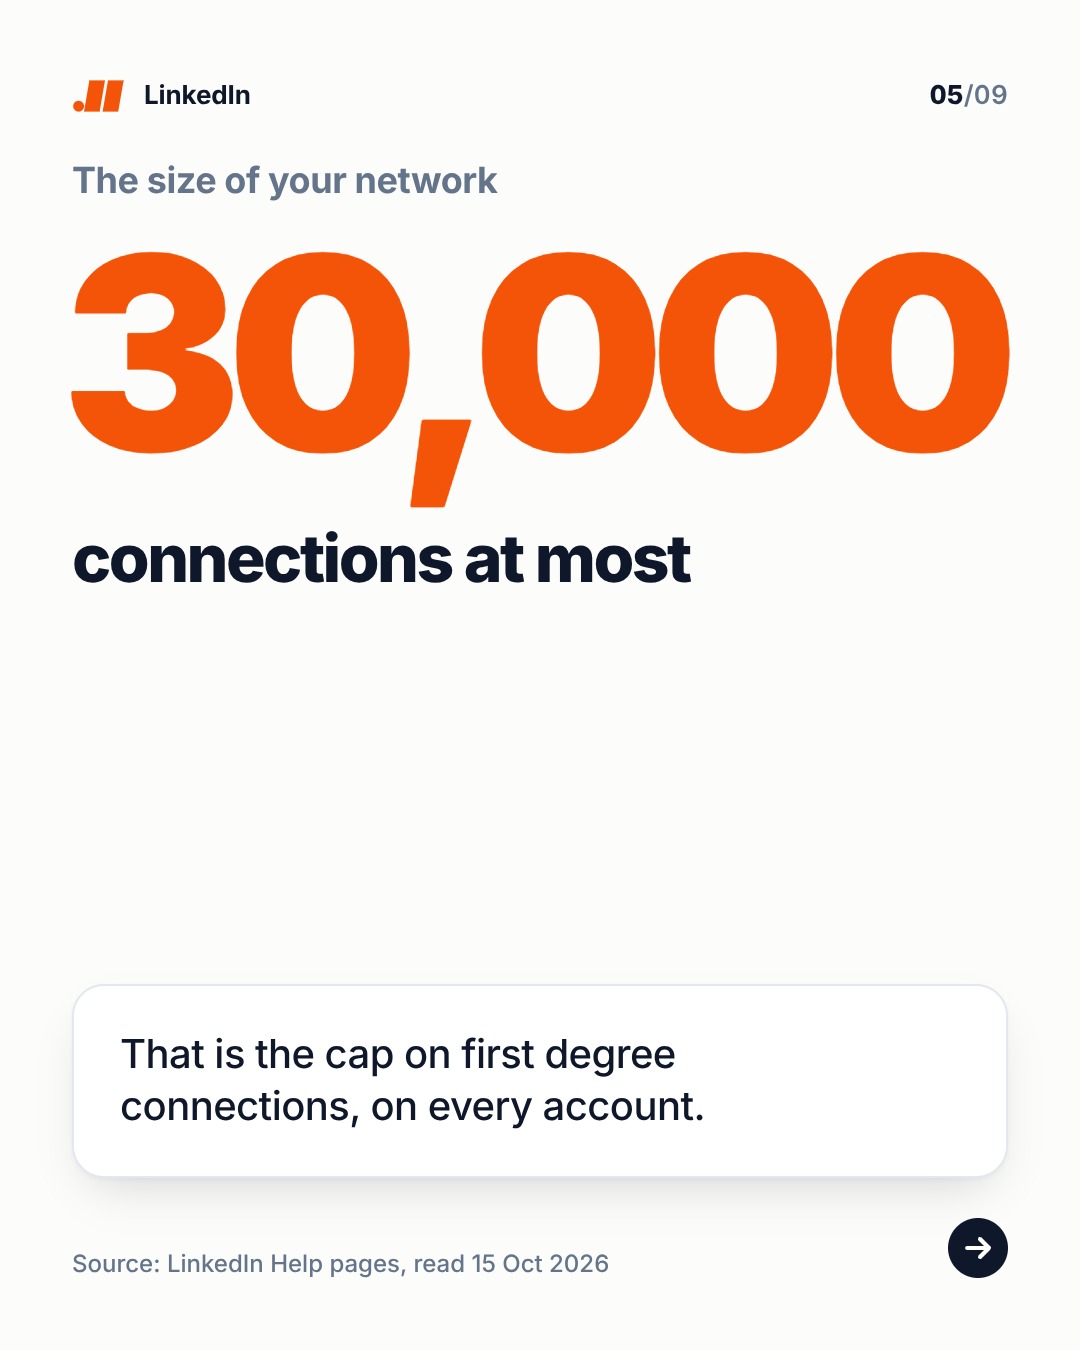 LinkedIn
05/09
The size of your network
30,000
connections at most
That is the cap on first degree
connections, on every account.
Source: LinkedIn Help pages, read 15 Oct 2026